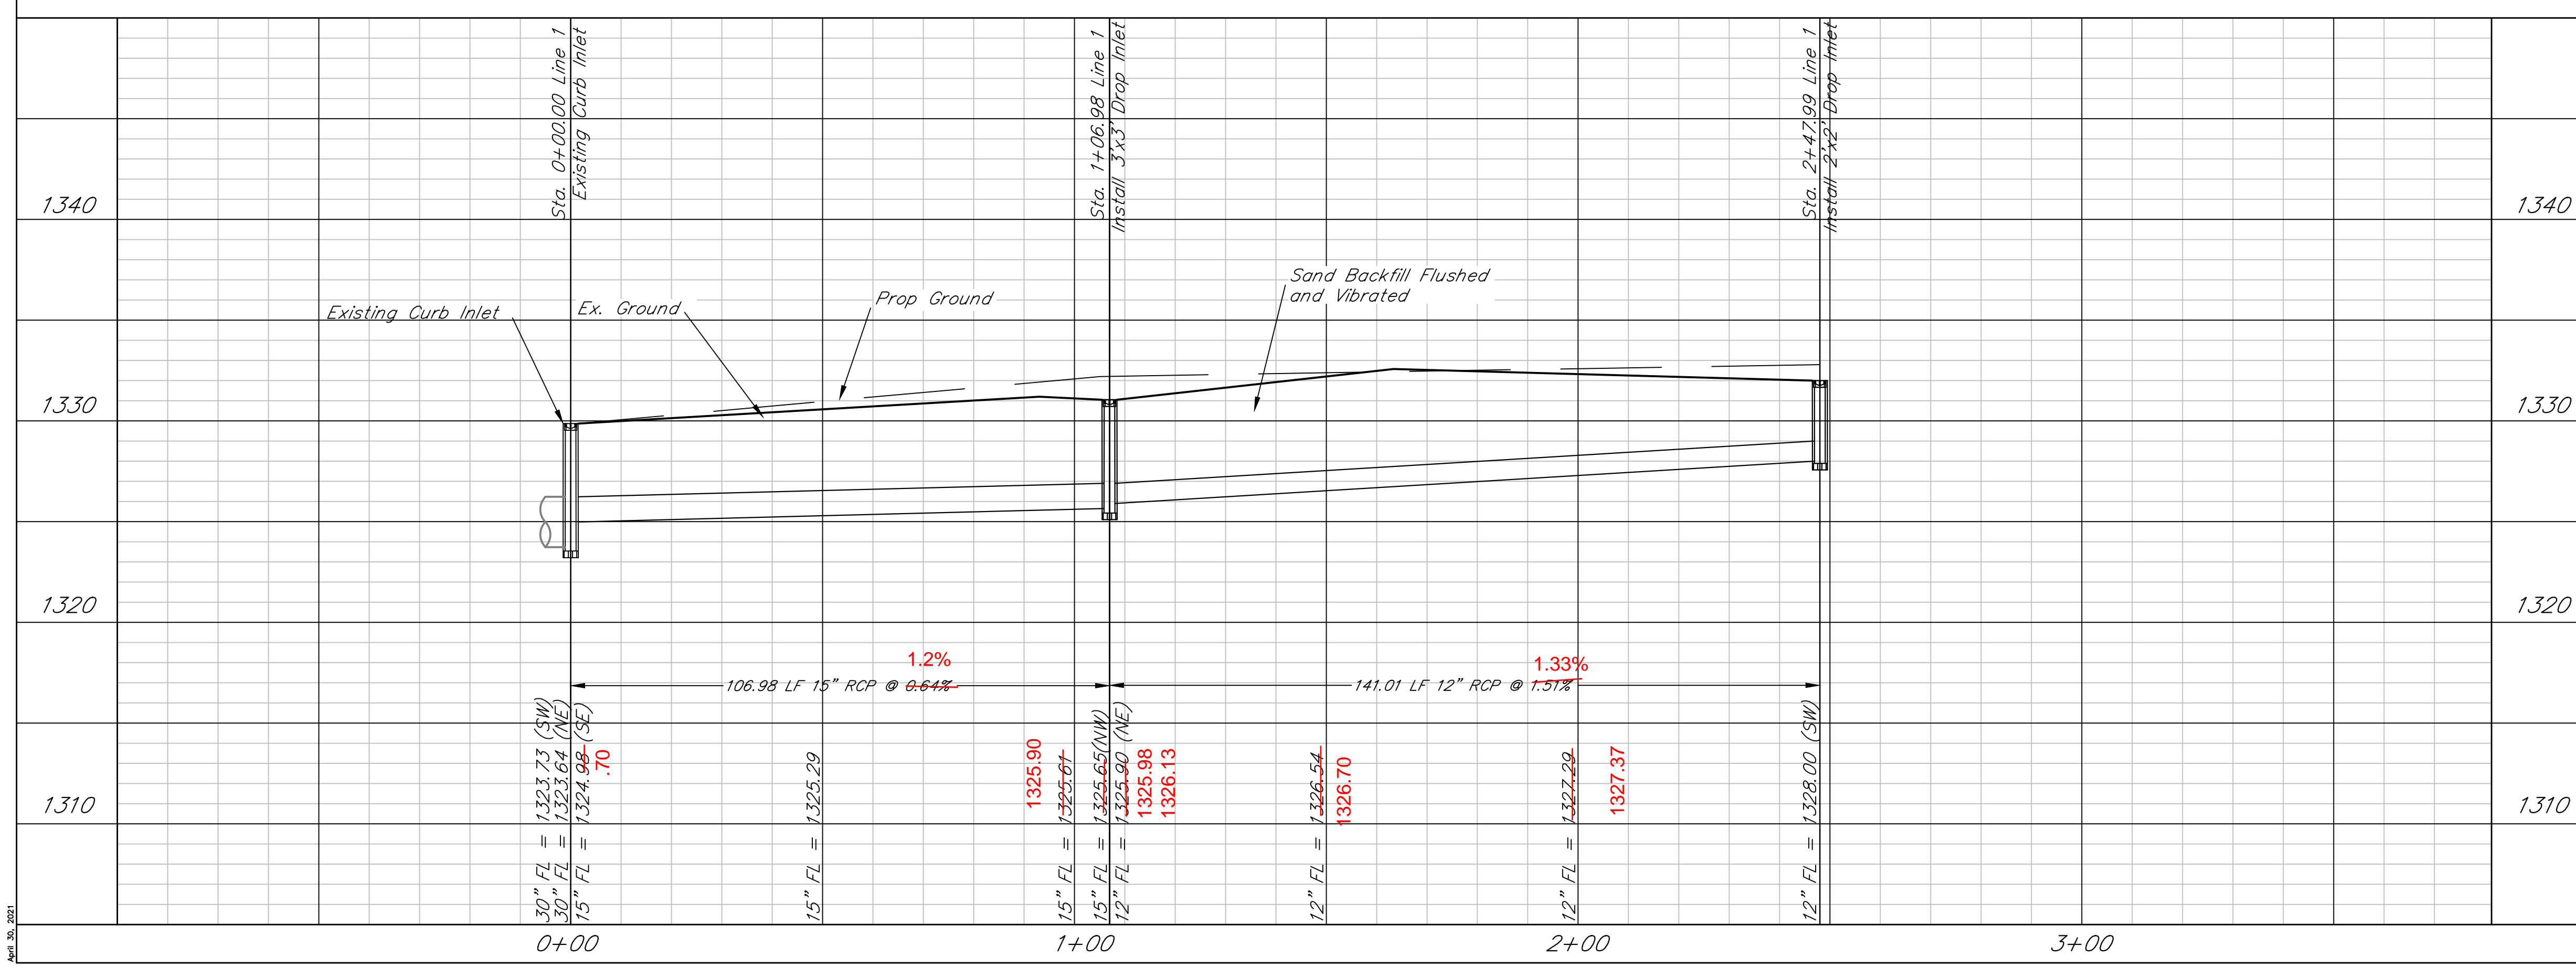 Sta. 0+00.00 Line 1
Existing Curb Inlet
Sta. 1+06.98 Line 1
Install 3'x3' Drop Inlet
Sta. 2+47.99 Line 1
Install 2'x2' Drop Inlet
1340
1340
Existing Curb Inlet
Ex. Ground
Prop Ground
Sand Backfill Flushed
and Vibrated
1330
1330
1320
1320
1.2%
106.98 LF 15" RCP @ 0.64%
1.33%
141.01 LF 12" RCP @ 1.51%
30" FL = 1323.73 (SW)
30" FL = 1323.64 (NE)
15" FL = 1324.98 (SE)
.70
15" FL = 1325.29
1325.90
15" FL = 1325.61
15" FL = 1325.65(NW)
12" FL = 1325.90 (NE)
1325.98
1326.13
12" FL = 1326.54
1326.70
12" FL = 1327.29
1327.37
12" FL = 1328.00 (SW)
1310
1310
0+00
1+00
2+00
3+00
April 30, 2021